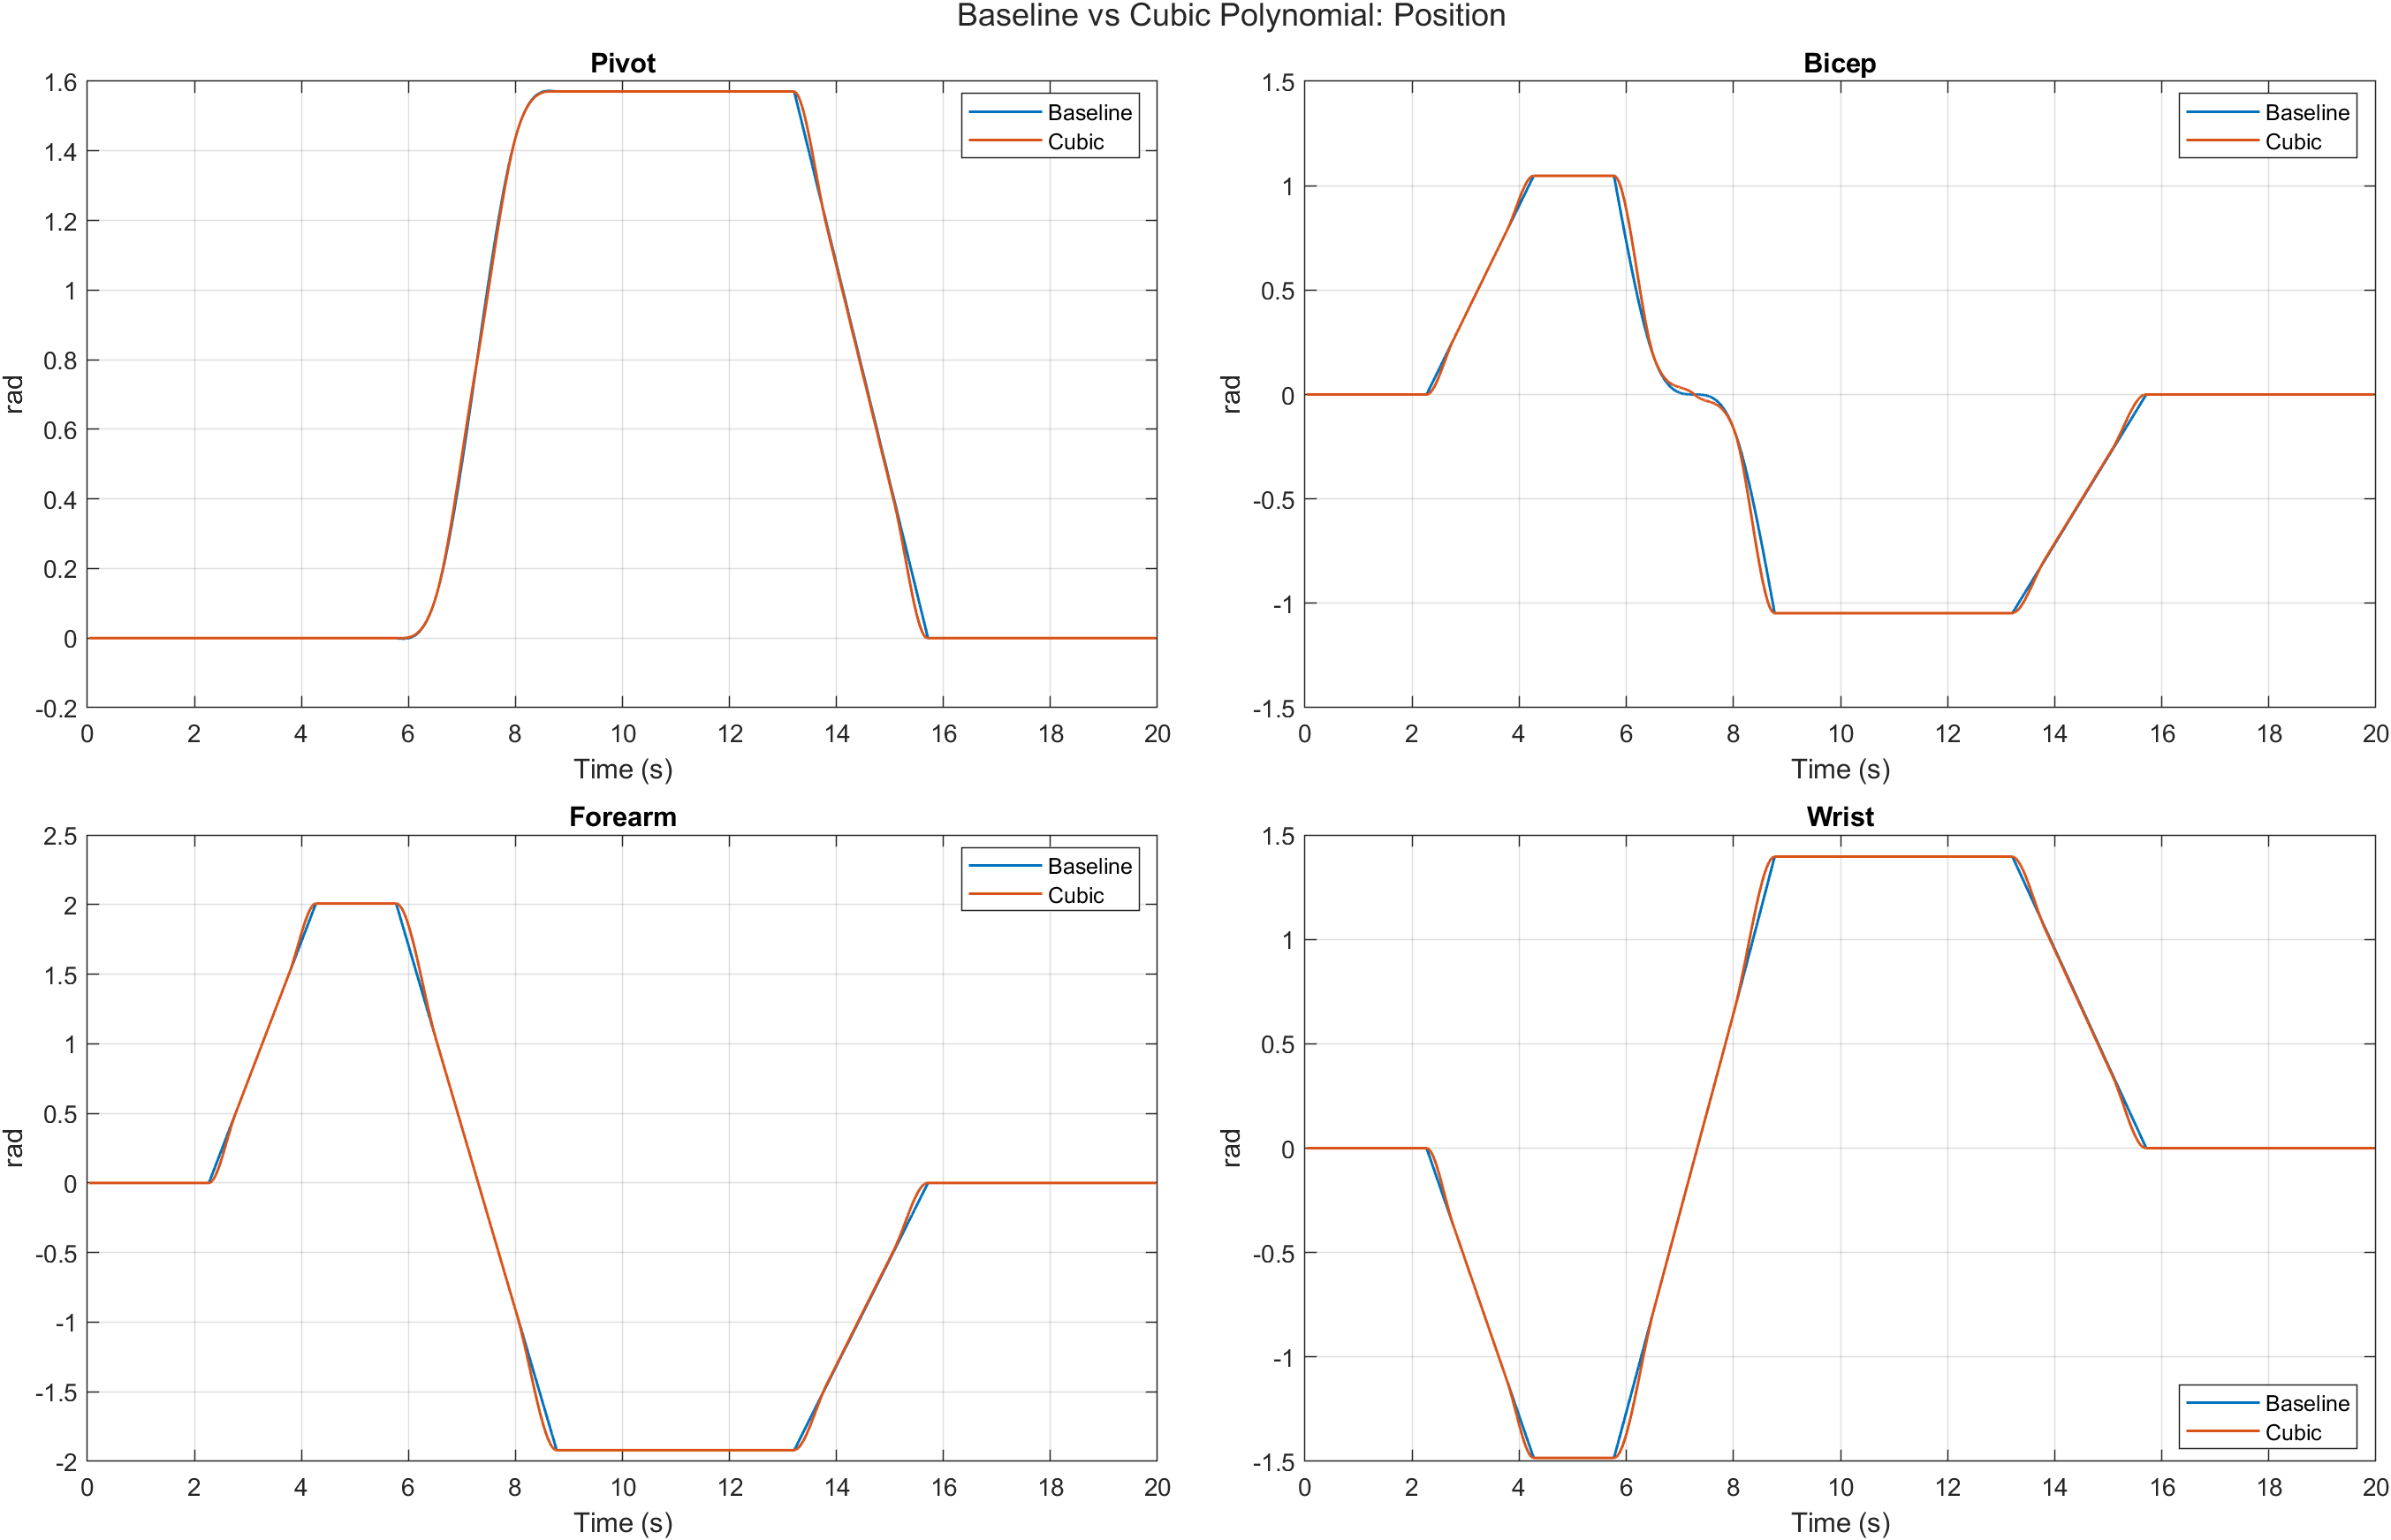 Baseline vs Cubic Polynomial: Position
Pivot
1.6
1.4
1.2
1
0.8
0.6
0.4
0.2
0
-0.2
rad
Baseline
Cubic
0 2 4 6 8 10 12 14 16 18 20
Time (s)
Bicep
1.5
1
0.5
0
-0.5
-1
-1.5
rad
Baseline
Cubic
0 2 4 6 8 10 12 14 16 18 20
Time (s)
Forearm
2.5
2
1.5
1
0.5
0
-0.5
-1
-1.5
-2
rad
Baseline
Cubic
0 2 4 6 8 10 12 14 16 18 20
Time (s)
Wrist
1.5
1
0.5
0
-0.5
-1
-1.5
rad
Baseline
Cubic
0 2 4 6 8 10 12 14 16 18 20
Time (s)